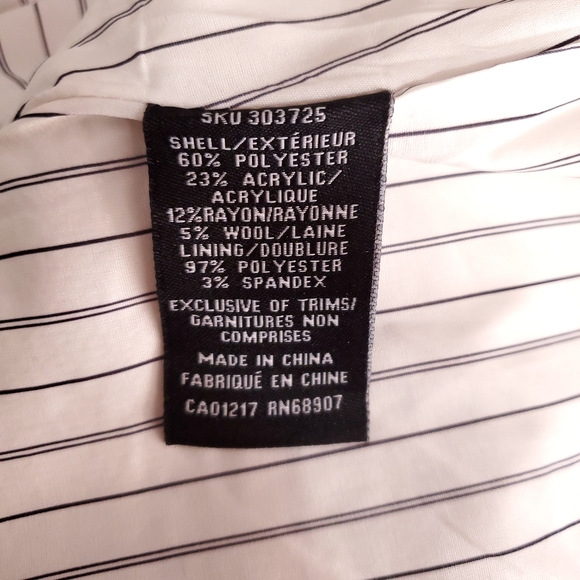 SKU 303725
SHELL/EXTÉRIEUR
60% POLYESTER
23% ACRYLIC/
ACRYLIQUE
12%RAYON/RAYONNE
5% WOOL/LAINE
LINING/DOUBLURE
97% POLYESTER
3% SPANDEX
EXCLUSIVE OF TRIMS/
GARNITURES NON
COMPRISES
MADE IN CHINA
FABRIQUÉ EN CHINE
CA01217 RN68907